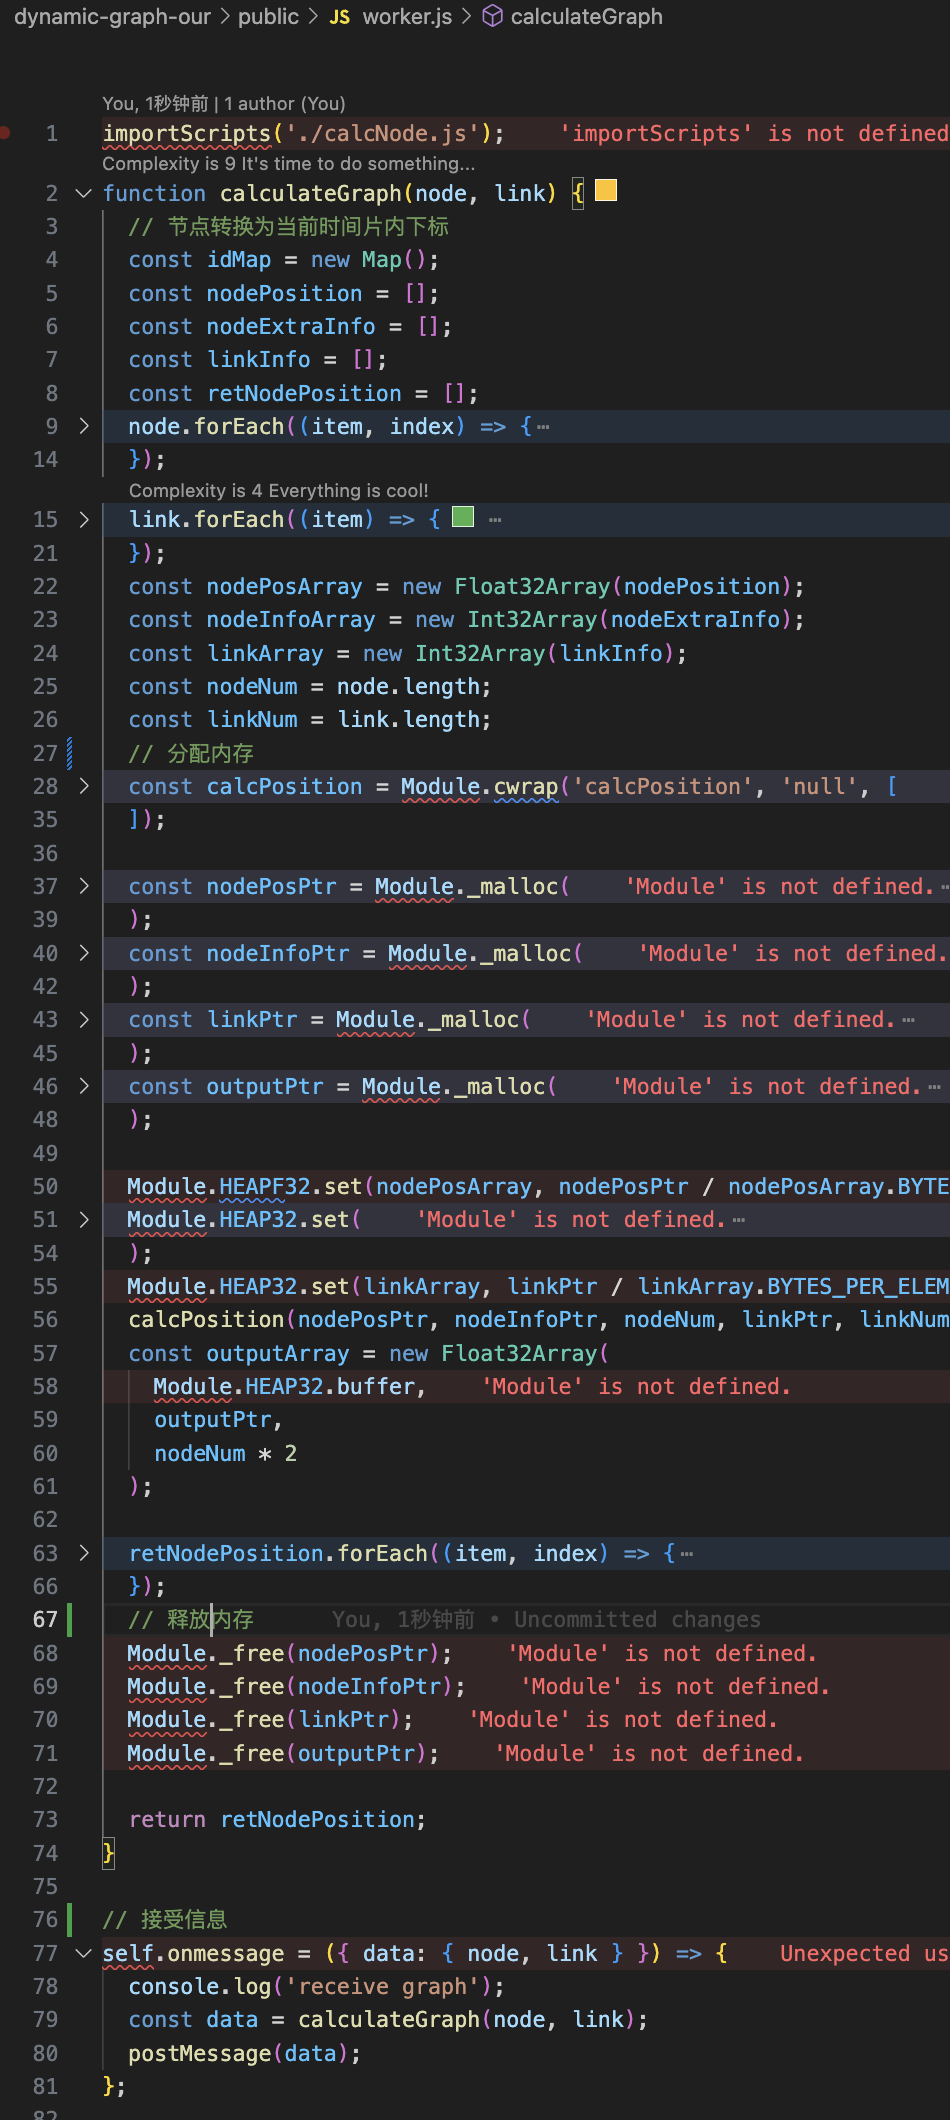 dynamic-graph-our > public > JS worker.js > calculateGraph
You, 1秒钟前 | 1 author (You)
1 importScripts('./calcNode.js'); 'importScripts' is not defined
Complexity is 9 It's time to do something...
2 function calculateGraph(node, link) {
3 // 节点转换为当前时间片内下标
4 const idMap = new Map();
5 const nodePosition = [];
6 const nodeExtraInfo = [];
7 const linkInfo = [];
8 const retNodePosition = [];
9 node.forEach((item, index) => {…
14 });
Complexity is 4 Everything is cool!
15 link.forEach((item) => { …
21 });
22 const nodePosArray = new Float32Array(nodePosition);
23 const nodeInfoArray = new Int32Array(nodeExtraInfo);
24 const linkArray = new Int32Array(linkInfo);
25 const nodeNum = node.length;
26 const linkNum = link.length;
27 // 分配内存
28 const calcPosition = Module.cwrap('calcPosition', 'null', [
35 ]);
36
37 const nodePosPtr = Module._malloc( 'Module' is not defined.…
39 );
40 const nodeInfoPtr = Module._malloc( 'Module' is not defined.
42 );
43 const linkPtr = Module._malloc( 'Module' is not defined.…
45 );
46 const outputPtr = Module._malloc( 'Module' is not defined.…
48 );
49
50 Module.HEAPF32.set(nodePosArray, nodePosPtr / nodePosArray.BYTE
51 Module.HEAP32.set( 'Module' is not defined.…
54 );
55 Module.HEAP32.set(linkArray, linkPtr / linkArray.BYTES_PER_ELEM
56 calcPosition(nodePosPtr, nodeInfoPtr, nodeNum, linkPtr, linkNum
57 const outputArray = new Float32Array(
58 Module.HEAP32.buffer, 'Module' is not defined.
59 outputPtr,
60 nodeNum * 2
61 );
62
63 retNodePosition.forEach((item, index) => {…
66 });
67 // 释放内存 You, 1秒钟前 • Uncommitted changes
68 Module._free(nodePosPtr); 'Module' is not defined.
69 Module._free(nodeInfoPtr); 'Module' is not defined.
70 Module._free(linkPtr); 'Module' is not defined.
71 Module._free(outputPtr); 'Module' is not defined.
72
73 return retNodePosition;
74 }
75
76 // 接受信息
77 self.onmessage = ({ data: { node, link } }) => { Unexpected us
78 console.log('receive graph');
79 const data = calculateGraph(node, link);
80 postMessage(data);
81 };
82